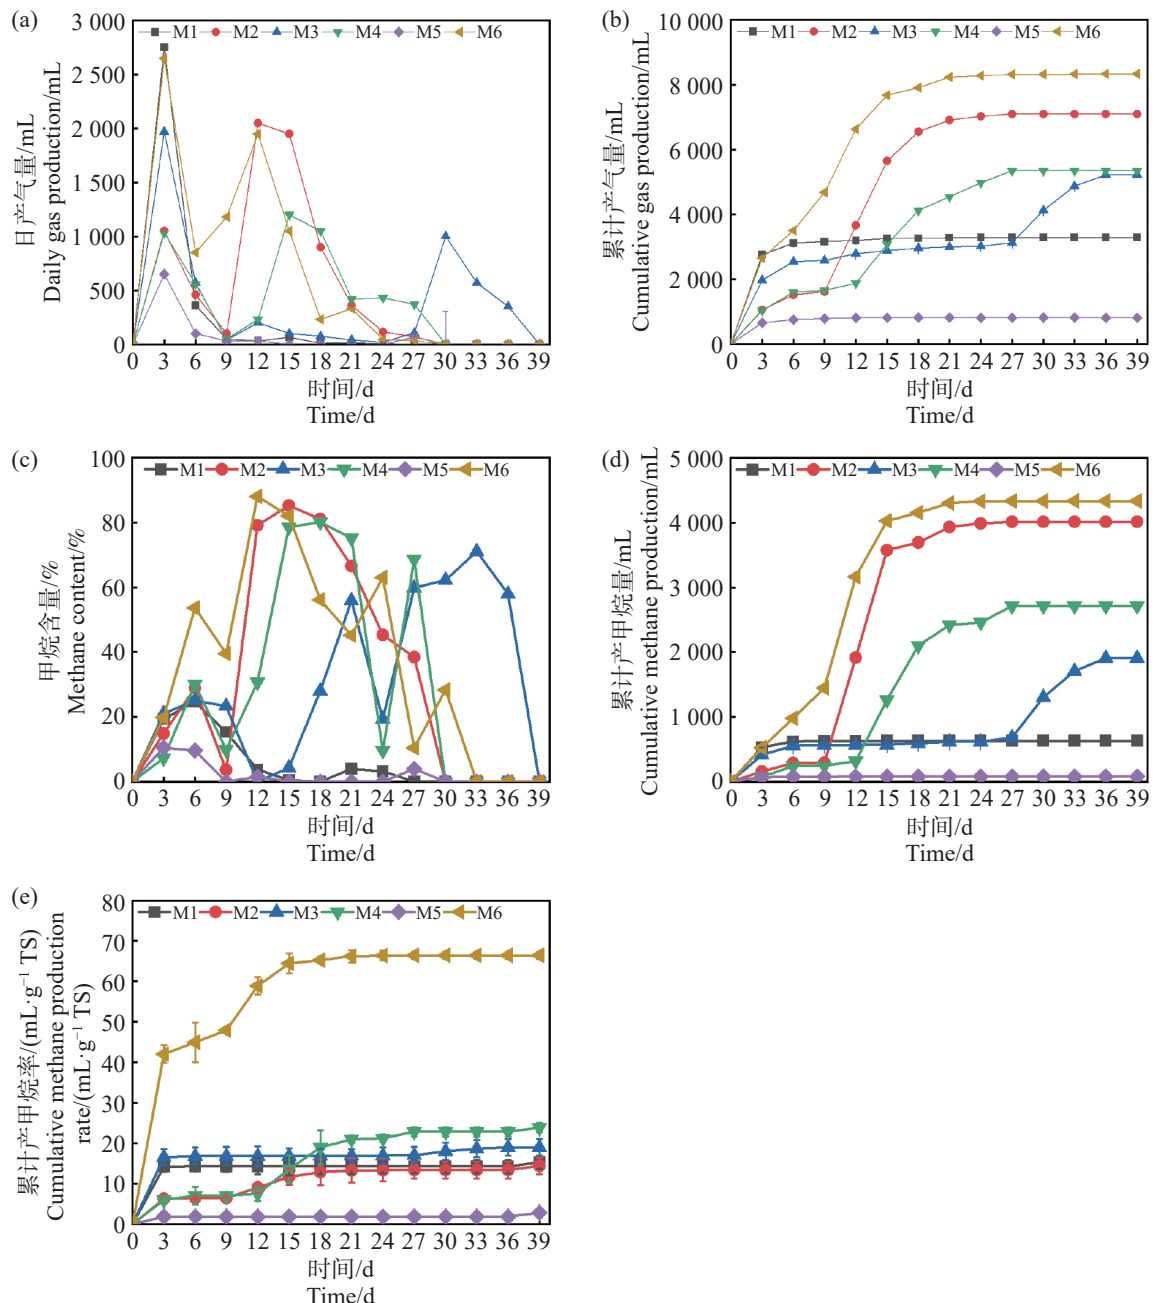 (a)
日产气量/mL
Daily gas production/mL
3 000
2 500
2 000
1 500
1 000
500
0
M1 M2 M3 M4 M5 M6
0 3 6 9 12 15 18 21 24 27 30 33 36 39
时间/d
Time/d
(b)
累计产气量/mL
Cumulative gas production/mL
10 000
8 000
6 000
4 000
2 000
0
M1 M2 M3 M4 M5 M6
0 3 6 9 12 15 18 21 24 27 30 33 36 39
时间/d
Time/d
(c)
甲烷含量/%
Methane content/%
100
80
60
40
20
0
M1 M2 M3 M4 M5 M6
0 3 6 9 12 15 18 21 24 27 30 33 36 39
时间/d
Time/d
(d)
累计产甲烷量/mL
Cumulative methane production/mL
5 000
4 000
3 000
2 000
1 000
0
M1 M2 M3 M4 M5 M6
0 3 6 9 12 15 18 21 24 27 30 33 36 39
时间/d
Time/d
(e)
累计产甲烷率/(mL·g⁻¹ TS)
Cumulative methane production
rate/(mL·g⁻¹ TS)
80
70
60
50
40
30
20
10
0
M1 M2 M3 M4 M5 M6
0 3 6 9 12 15 18 21 24 27 30 33 36 39
时间/d
Time/d